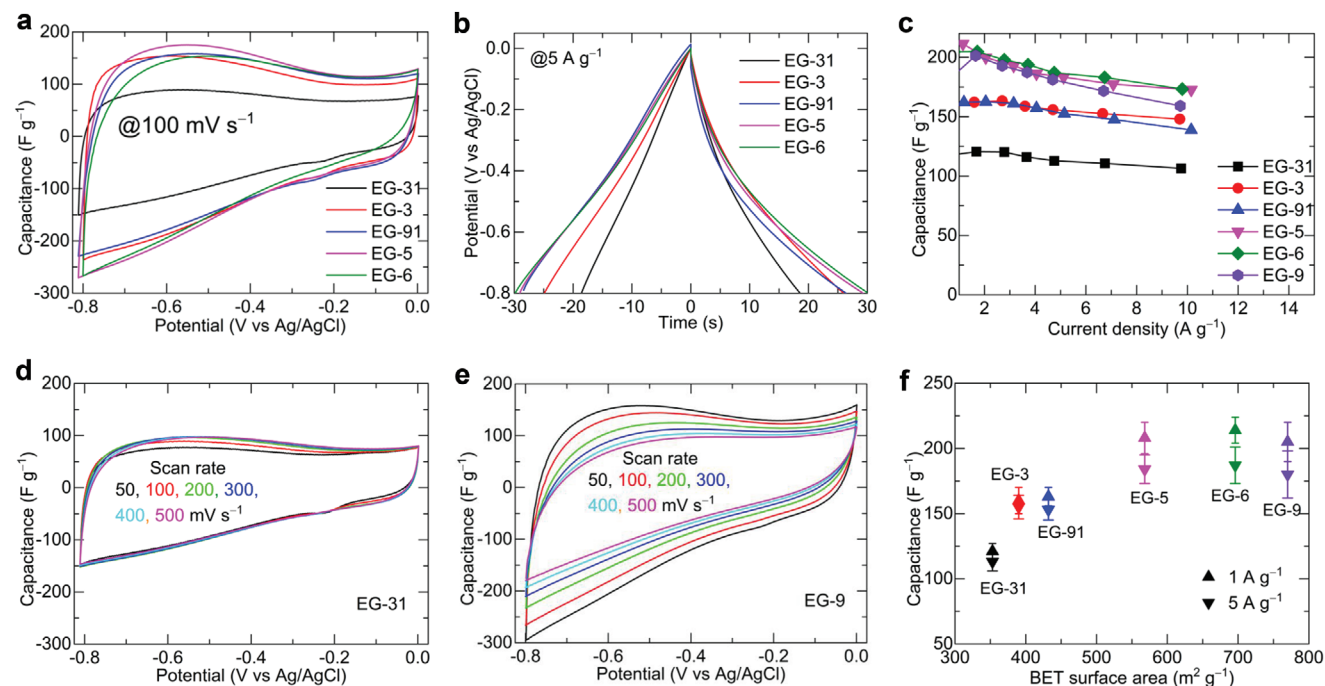 a
200
100
0
-100
-200
-300
Capacitance (F g⁻¹)
@100 mV s⁻¹
EG-31
EG-3
EG-91
EG-5
EG-6
-0.8
-0.6
-0.4
-0.2
0.0
Potential (V vs Ag/AgCl)
b
@5 A g⁻¹
0.0
-0.2
-0.4
-0.6
-0.8
Potential (V vs Ag/AgCl)
EG-31
EG-3
EG-91
EG-5
EG-6
-30
-20
-10
0
10
20
30
Time (s)
c
200
150
100
50
0
Capacitance (F g⁻¹)
EG-31
EG-3
EG-91
EG-5
EG-6
EG-9
2
4
6
8
10
12
14
Current density (A g⁻¹)
d
200
100
0
-100
-200
-300
Capacitance (F g⁻¹)
Scan rate
50, 100, 200, 300,
400, 500 mV s⁻¹
EG-31
-0.8
-0.6
-0.4
-0.2
0.0
Potential (V vs Ag/AgCl)
e
200
100
0
-100
-200
-300
Capacitance (F g⁻¹)
Scan rate
50, 100, 200, 300,
400, 500 mV s⁻¹
EG-9
-0.8
-0.6
-0.4
-0.2
0.0
Potential (V vs Ag/AgCl)
f
250
200
150
100
50
Capacitance (F g⁻¹)
EG-3
EG-31
EG-91
EG-5
EG-6
EG-9
1 A g⁻¹
5 A g⁻¹
300
400
500
600
700
800
BET surface area (m² g⁻¹)